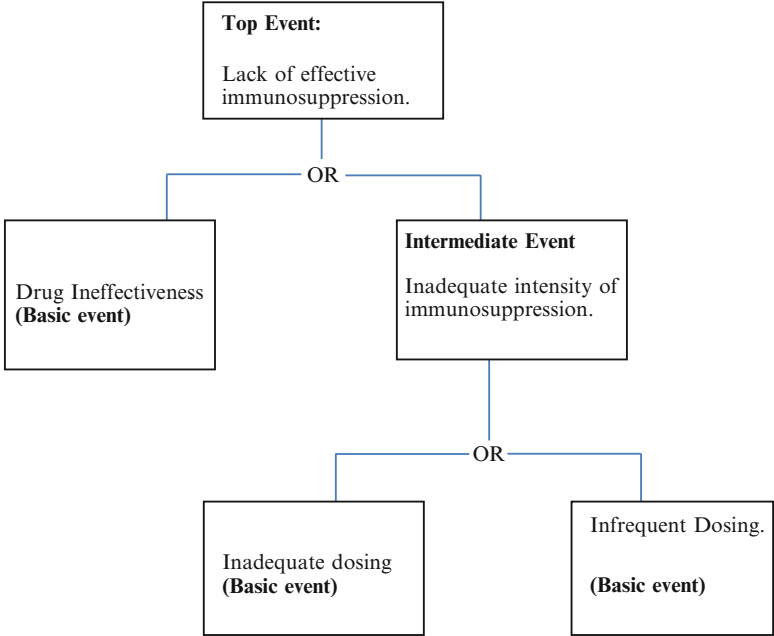 Top Event:
Lack of effective
immunosuppression.
OR
Drug Ineffectiveness
(Basic event)
Intermediate Event
Inadequate intensity of
immunosuppression.
OR
Inadequate dosing
(Basic event)
Infrequent Dosing.
(Basic event)